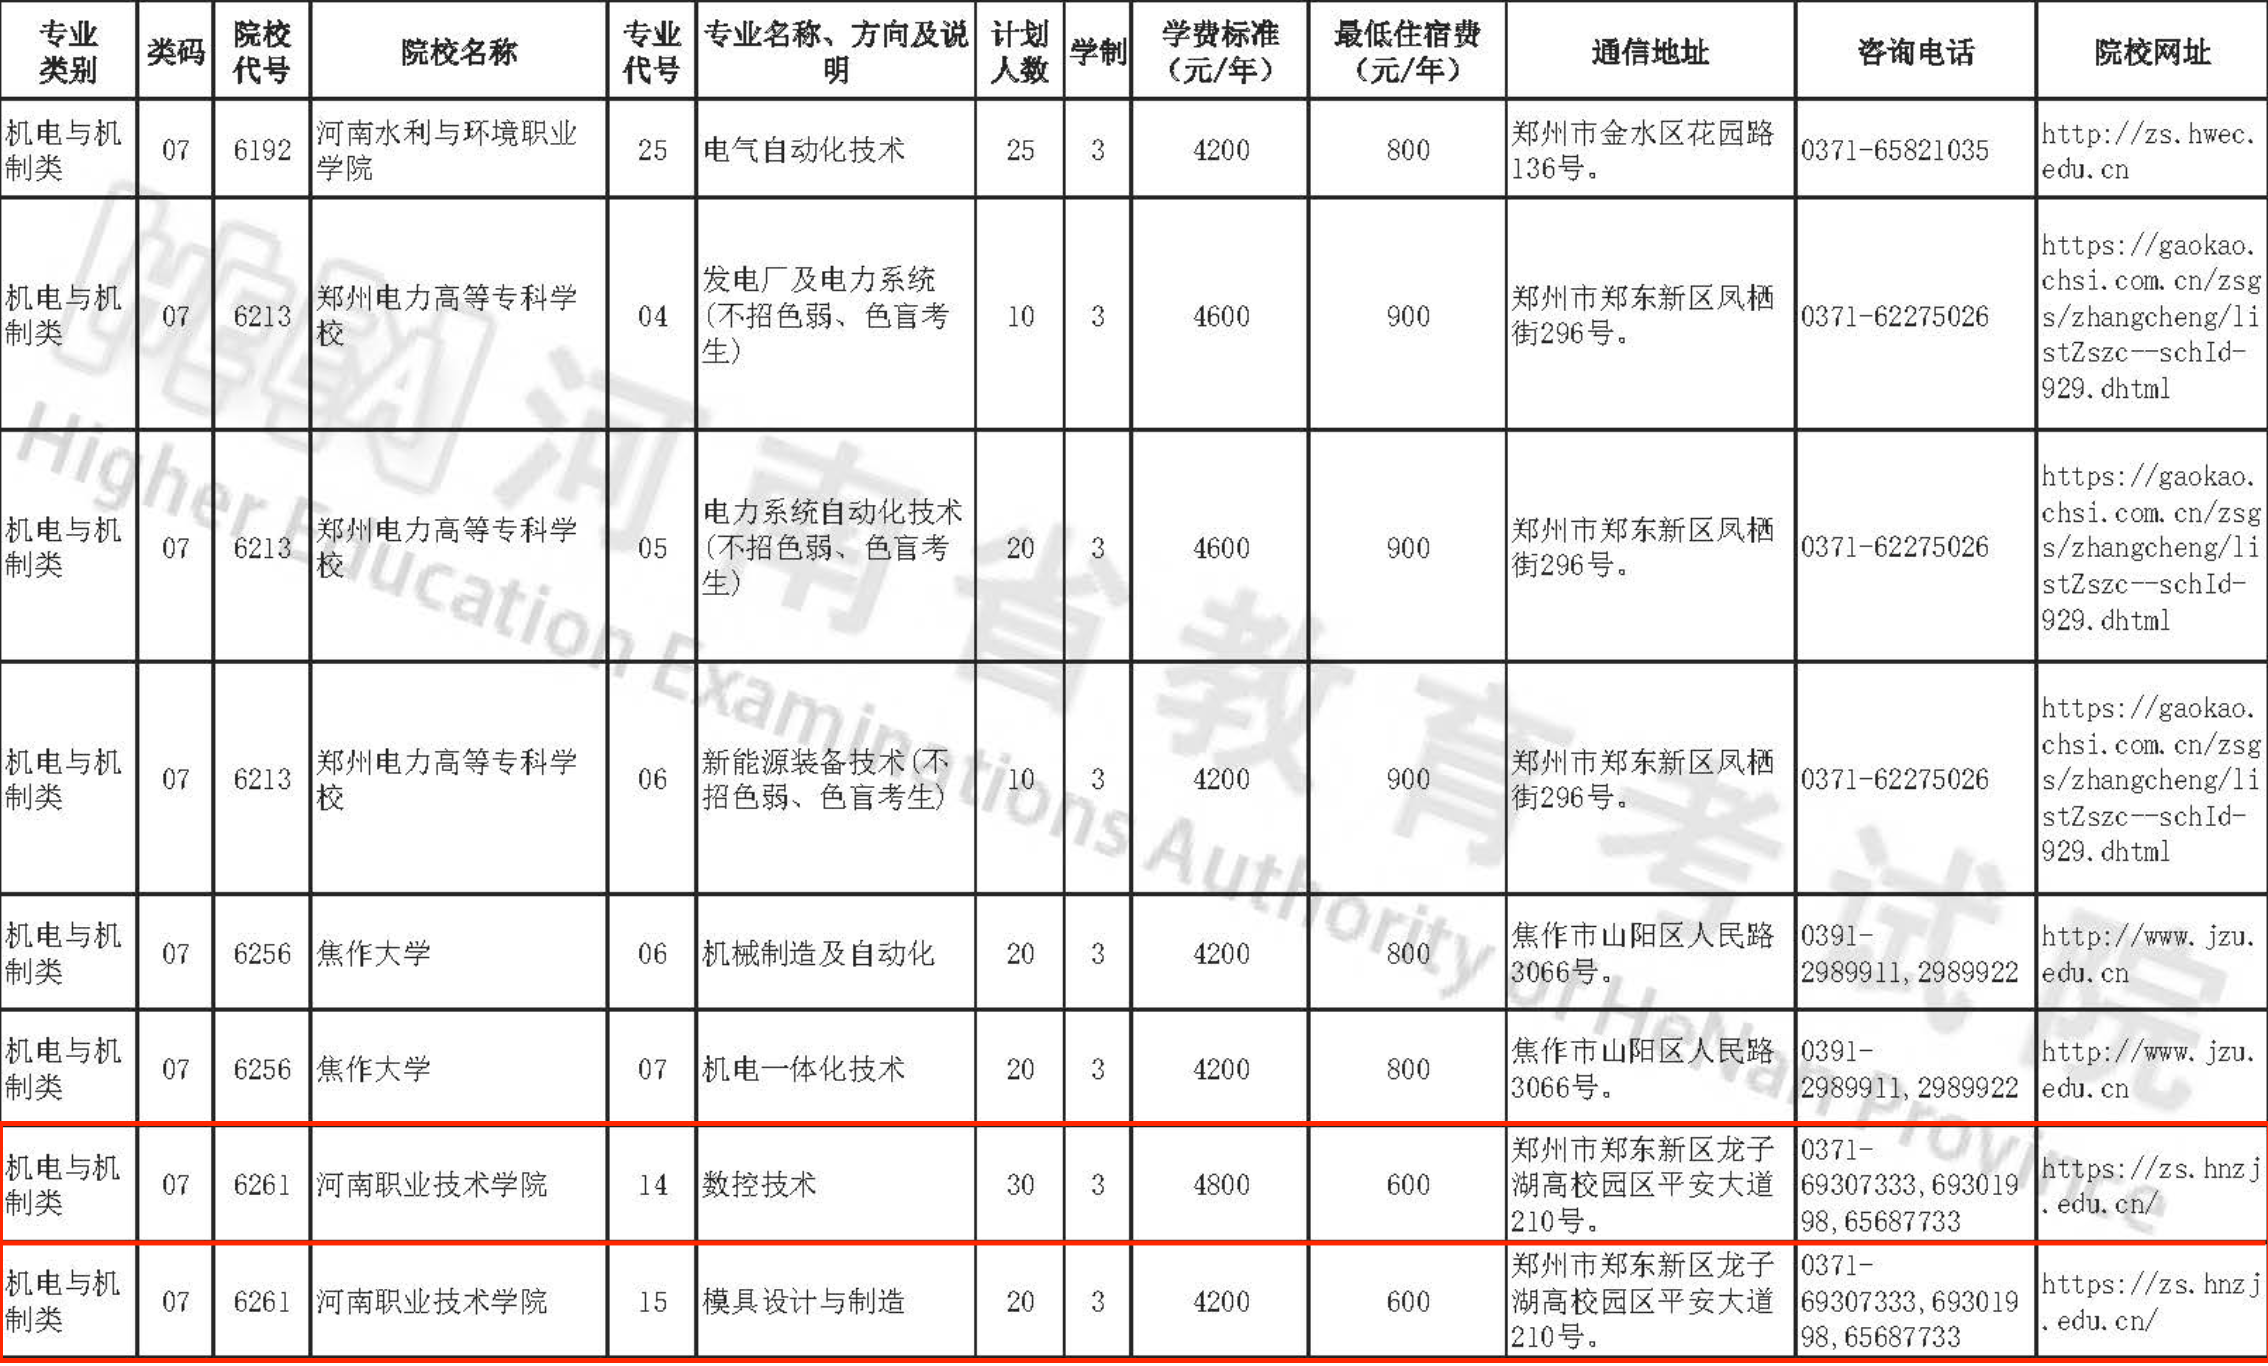 专业类别 类码 院校代号 院校名称 专业代号 专业名称、方向及说明 计划人数 学制 学费标准（元/年） 最低住宿费（元/年） 通信地址 咨询电话 院校网址
机电与机制类 07 6192 河南水利与环境职业学院 25 电气自动化技术 25 3 4200 800 郑州市金水区花园路136号。 0371-65821035 http://zs.hwec.edu.cn
机电与机制类 07 6213 郑州电力高等专科学校 04 发电厂及电力系统(不招色弱、色盲考生) 10 3 4600 900 郑州市郑东新区凤栖街296号。 0371-62275026 https://gaokao.chsi.com.cn/zsgs/zhangcheng/listZszc--schId-929.dhtml
机电与机制类 07 6213 郑州电力高等专科学校 05 电力系统自动化技术(不招色弱、色盲考生) 20 3 4600 900 郑州市郑东新区凤栖街296号。 0371-62275026 https://gaokao.chsi.com.cn/zsgs/zhangcheng/listZszc--schId-929.dhtml
机电与机制类 07 6213 郑州电力高等专科学校 06 新能源装备技术(不招色弱、色盲考生) 10 3 4200 900 郑州市郑东新区凤栖街296号。 0371-62275026 https://gaokao.chsi.com.cn/zsgs/zhangcheng/listZszc--schId-929.dhtml
机电与机制类 07 6256 焦作大学 06 机械制造及自动化 20 3 4200 800 焦作市山阳区人民路3066号。 0391-2989911,2989922 http://www.jzu.edu.cn
机电与机制类 07 6256 焦作大学 07 机电一体化技术 20 3 4200 800 焦作市山阳区人民路3066号。 0391-2989911,2989922 http://www.jzu.edu.cn
机电与机制类 07 6261 河南职业技术学院 14 数控技术 30 3 4800 600 郑州市郑东新区龙子湖高校园区平安大道210号。 0371-69307333,69301998,65687733 https://zs.hnzj.edu.cn/
机电与机制类 07 6261 河南职业技术学院 15 模具设计与制造 20 3 4200 600 郑州市郑东新区龙子湖高校园区平安大道210号。 0371-69307333,69301998,65687733 https://zs.hnzj.edu.cn/
HEEA 河南省教育考试院
Higher Education Examinations Authority of HeNan Province